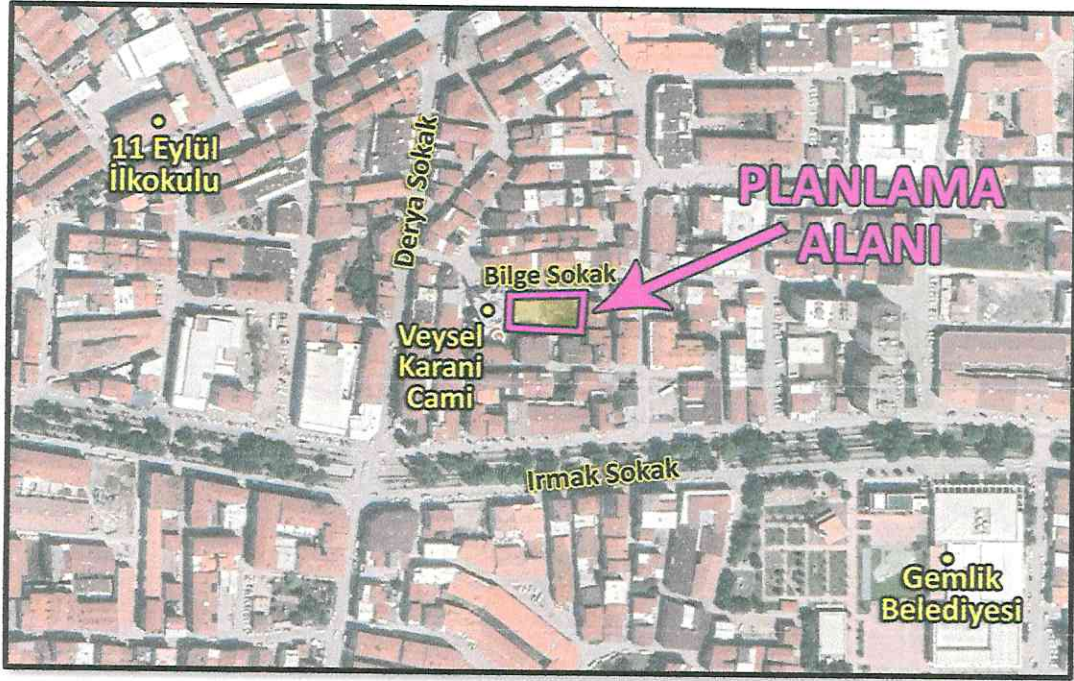 11 Eylül
İlkokulu
Derya Sokak
PLANLAMA
ALANI
Bilge Sokak
Veysel
Karani
Cami
Irmak Sokak
Gemlik
Belediyesi